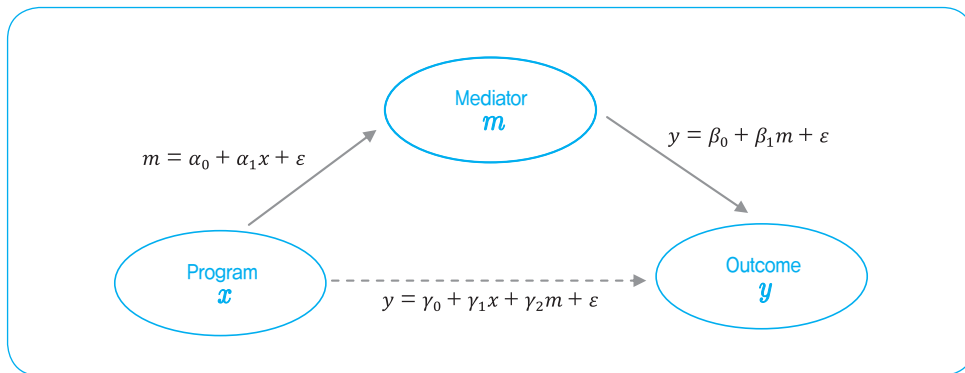 Mediator
m
m = α₀ + α₁x + ε
y = β₀ + β₁m + ε
Program
x
Outcome
y
y = γ₀ + γ₁x + γ₂m + ε